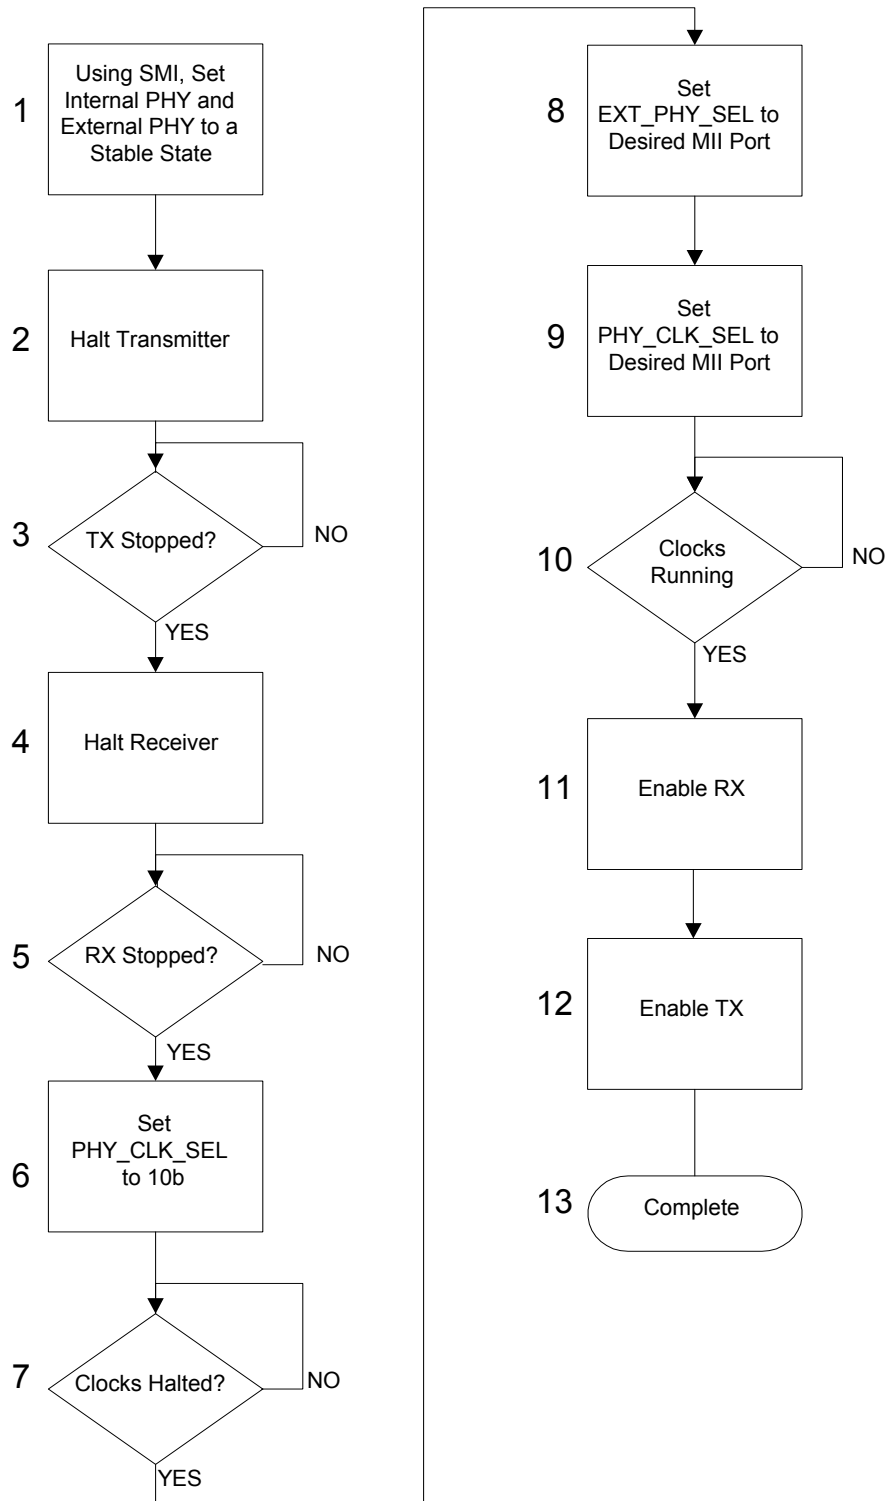 1
Using SMI, Set
Internal PHY and
External PHY to a
Stable State
2
Halt Transmitter
3
TX Stopped?
NO
YES
4
Halt Receiver
5
RX Stopped?
NO
YES
6
Set
PHY_CLK_SEL
to 10b
7
Clocks Halted?
NO
YES
8
Set
EXT_PHY_SEL to
Desired MII Port
9
Set
PHY_CLK_SEL to
Desired MII Port
10
Clocks
Running
NO
YES
11
Enable RX
12
Enable TX
13
Complete